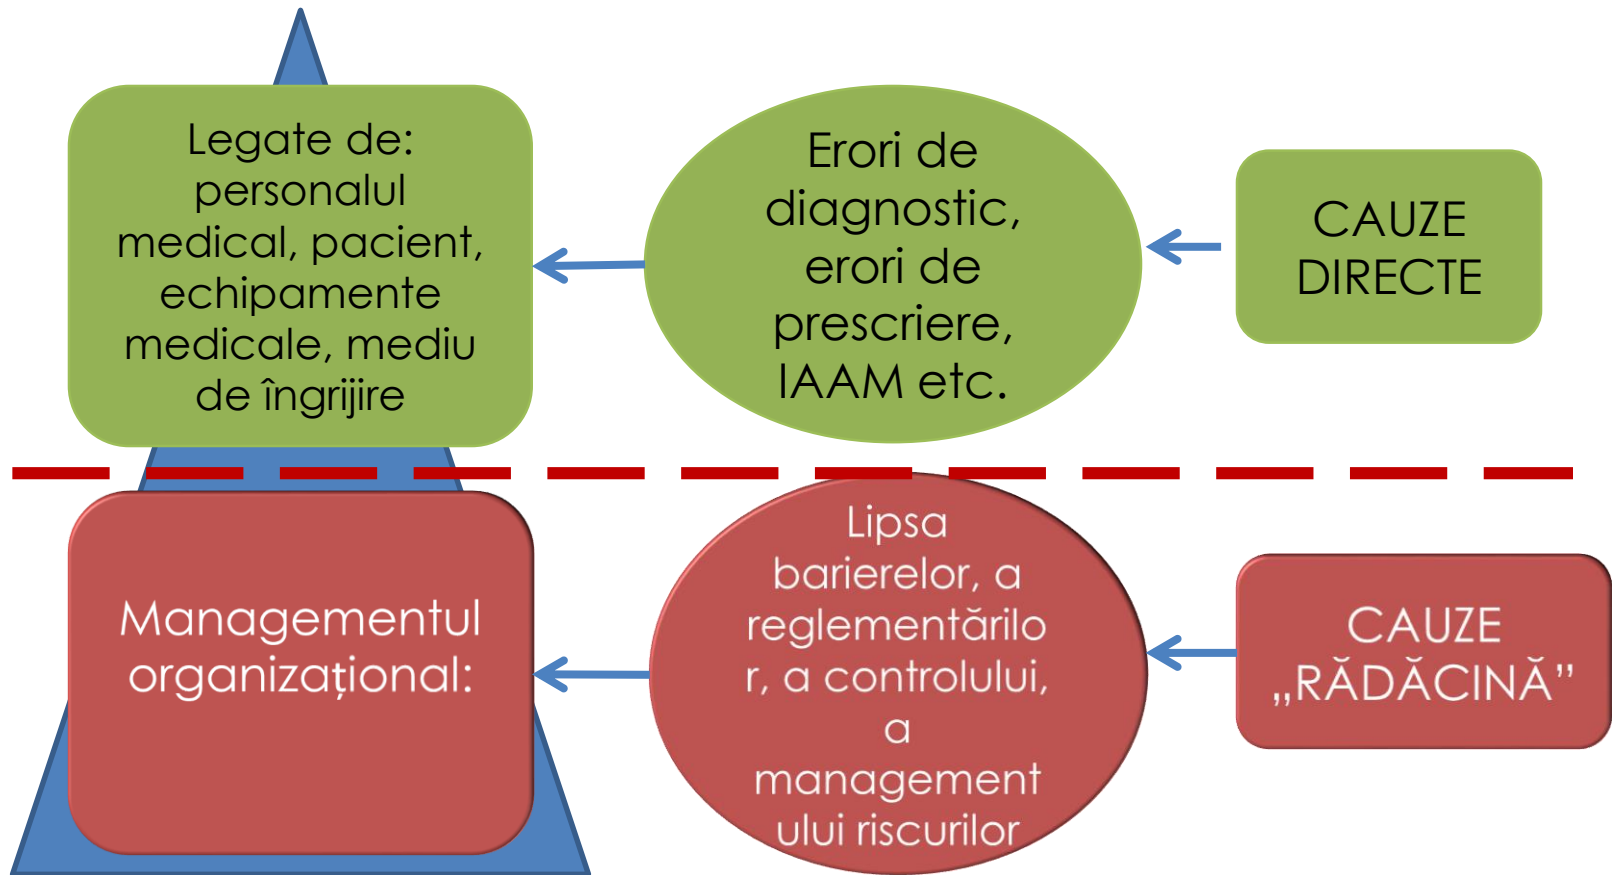 Legate de:
personalul
medical, pacient,
echipamente
medicale, mediu
de îngrijire
Erori de
diagnostic,
erori de
prescriere,
IAAM etc.
CAUZE
DIRECTE
Managementul
organizațional:
Lipsa
barierelor, a
reglementărilo
r, a controlului,
a
management
ului riscurilor
CAUZE
„RĂDĂCINĂ”